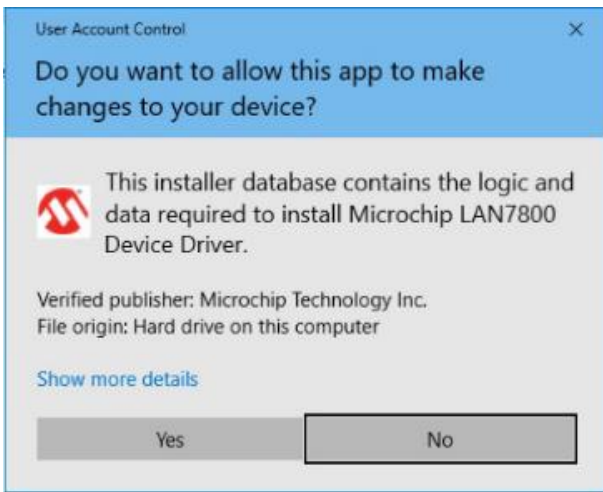 User Account Control
Do you want to allow this app to make
changes to your device?
This installer database contains the logic and
data required to install Microchip LAN7800
Device Driver.
Verified publisher: Microchip Technology Inc.
File origin: Hard drive on this computer
Show more details
Yes
No